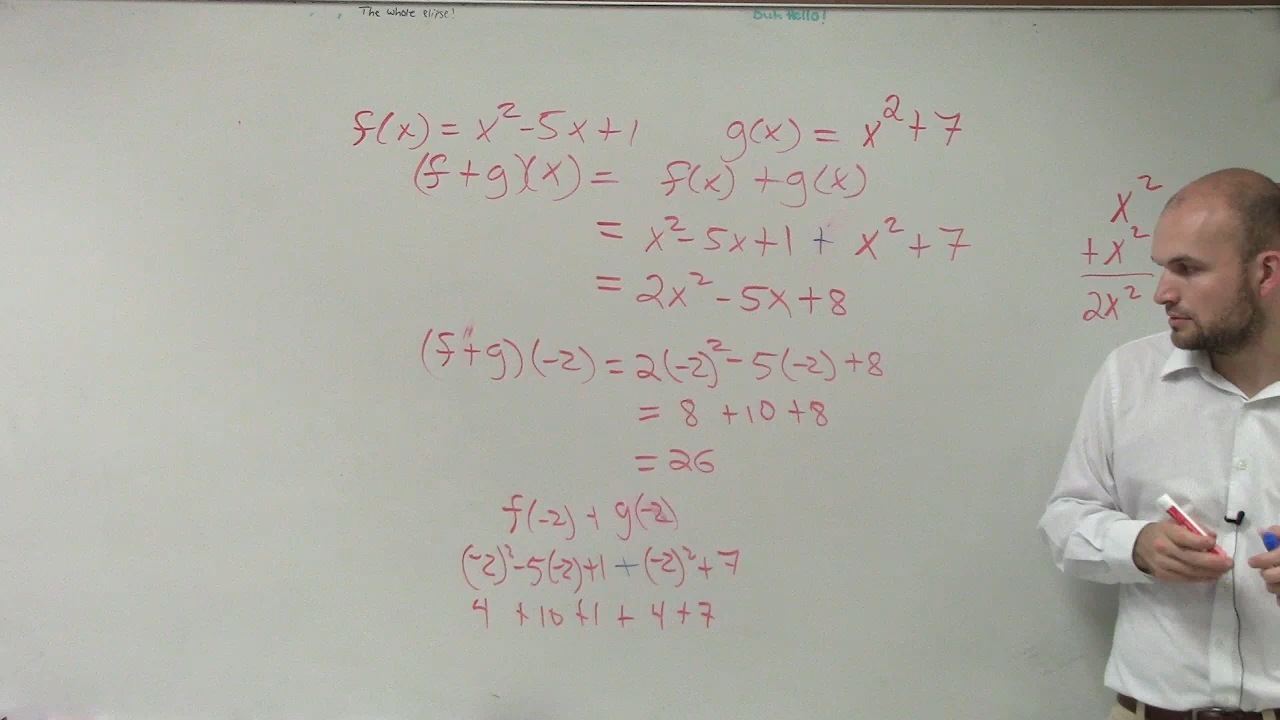 The whole elipse!
f(x) = x² - 5x + 1 g(x) = x² + 7
(f + g)(x) = f(x) + g(x)
= x² - 5x + 1 + x² + 7
= 2x² - 5x + 8
(f + g)(-2) = 2(-2)² - 5(-2) + 8
= 8 + 10 + 8
= 26
f(-2) + g(-2)
(-2)² - 5(-2) + 1 + (-2)² + 7
4 + 10 + 1 + 4 + 7
x²
+ x²
2x²